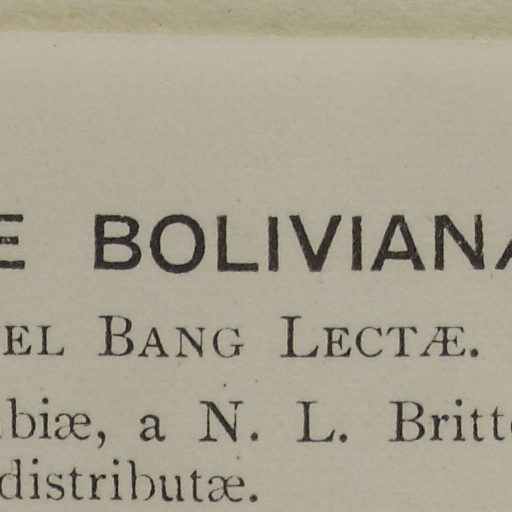 E BOLIVIANA
EL BANG LECTÆ.
biæ, a N. L. Britt
distributæ.